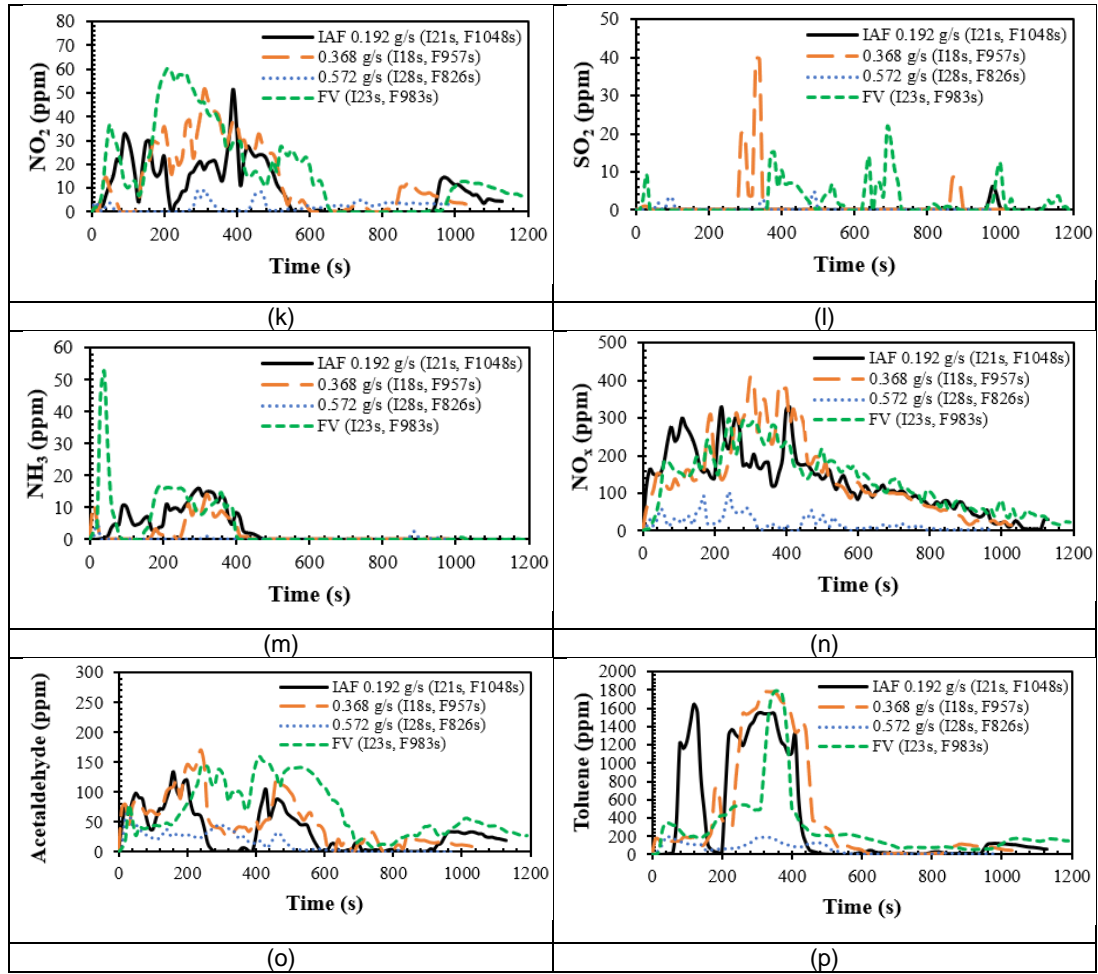 80
70
60
50
40
30
20
10
0
NO₂ (ppm)
IAF 0.192 g/s (I21s, F1048s)
0.368 g/s (I18s, F957s)
0.572 g/s (I28s, F826s)
FV (I23s, F983s)
0 200 400 600 800 1000 1200
Time (s)
50
40
30
20
10
0
SO₂ (ppm)
IAF 0.192 g/s (I21s, F1048s)
0.368 g/s (I18s, F957s)
0.572 g/s (I28s, F826s)
FV (I23s, F983s)
0 200 400 600 800 1000 1200
Time (s)
(k) (l)
60
50
40
30
20
10
0
NH₃ (ppm)
IAF 0.192 g/s (I21s, F1048s)
0.368 g/s (I18s, F957s)
0.572 g/s (I28s, F826s)
FV (I23s, F983s)
0 200 400 600 800 1000 1200
Time (s)
500
400
300
200
100
0
NOₓ (ppm)
IAF 0.192 g/s (I21s, F1048s)
0.368 g/s (I18s, F957s)
0.572 g/s (I28s, F826s)
FV (I23s, F983s)
0 200 400 600 800 1000 1200
Time (s)
(m) (n)
300
250
200
150
100
50
0
Acetaldehyde (ppm)
IAF 0.192 g/s (I21s, F1048s)
0.368 g/s (I18s, F957s)
0.572 g/s (I28s, F826s)
FV (I23s, F983s)
0 200 400 600 800 1000 1200
Time (s)
2000
1800
1600
1400
1200
1000
800
600
400
200
0
Toluene (ppm)
IAF 0.192 g/s (I21s, F1048s)
0.368 g/s (I18s, F957s)
0.572 g/s (I28s, F826s)
FV (I23s, F983s)
0 200 400 600 800 1000 1200
Time (s)
(o) (p)